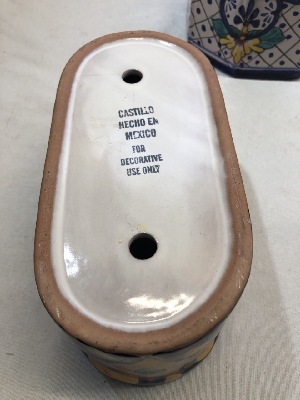 CASTILLO
HECHO EN
MEXICO
FOR
DECORATIVE
USE ONLY